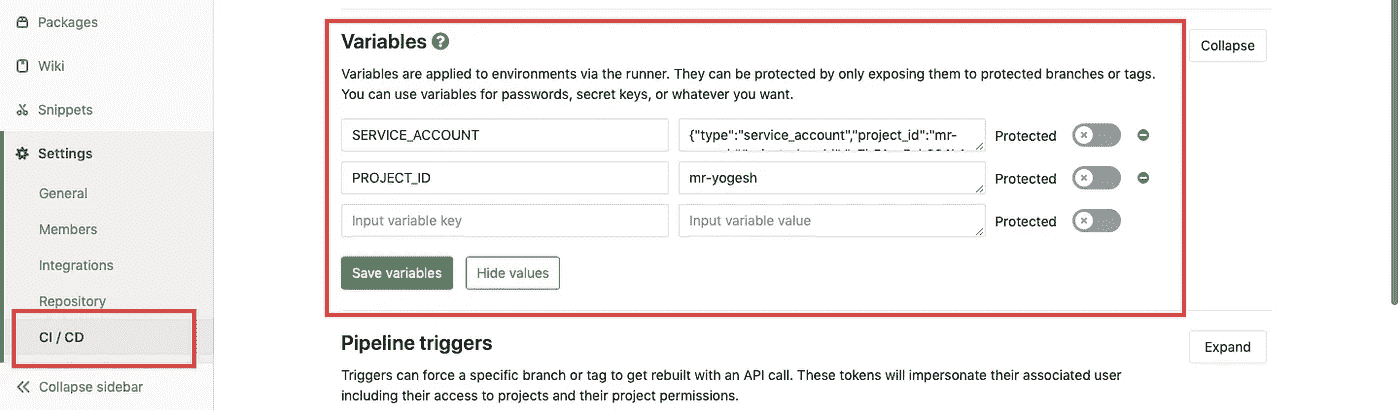 Packages
Wiki
Snippets
Settings
General
Members
Integrations
Repository
CI / CD
Collapse sidebar
Variables ?
Collapse
Variables are applied to environments via the runner. They can be protected by only exposing them to protected branches or tags.
You can use variables for passwords, secret keys, or whatever you want.
SERVICE_ACCOUNT
{"type":"service_account","project_id":"mr-
Protected
PROJECT_ID
mr-yogesh
Protected
Input variable key
Input variable value
Protected
Save variables
Hide values
Pipeline triggers
Expand
Triggers can force a specific branch or tag to get rebuilt with an API call. These tokens will impersonate their associated user
including their access to projects and their project permissions.